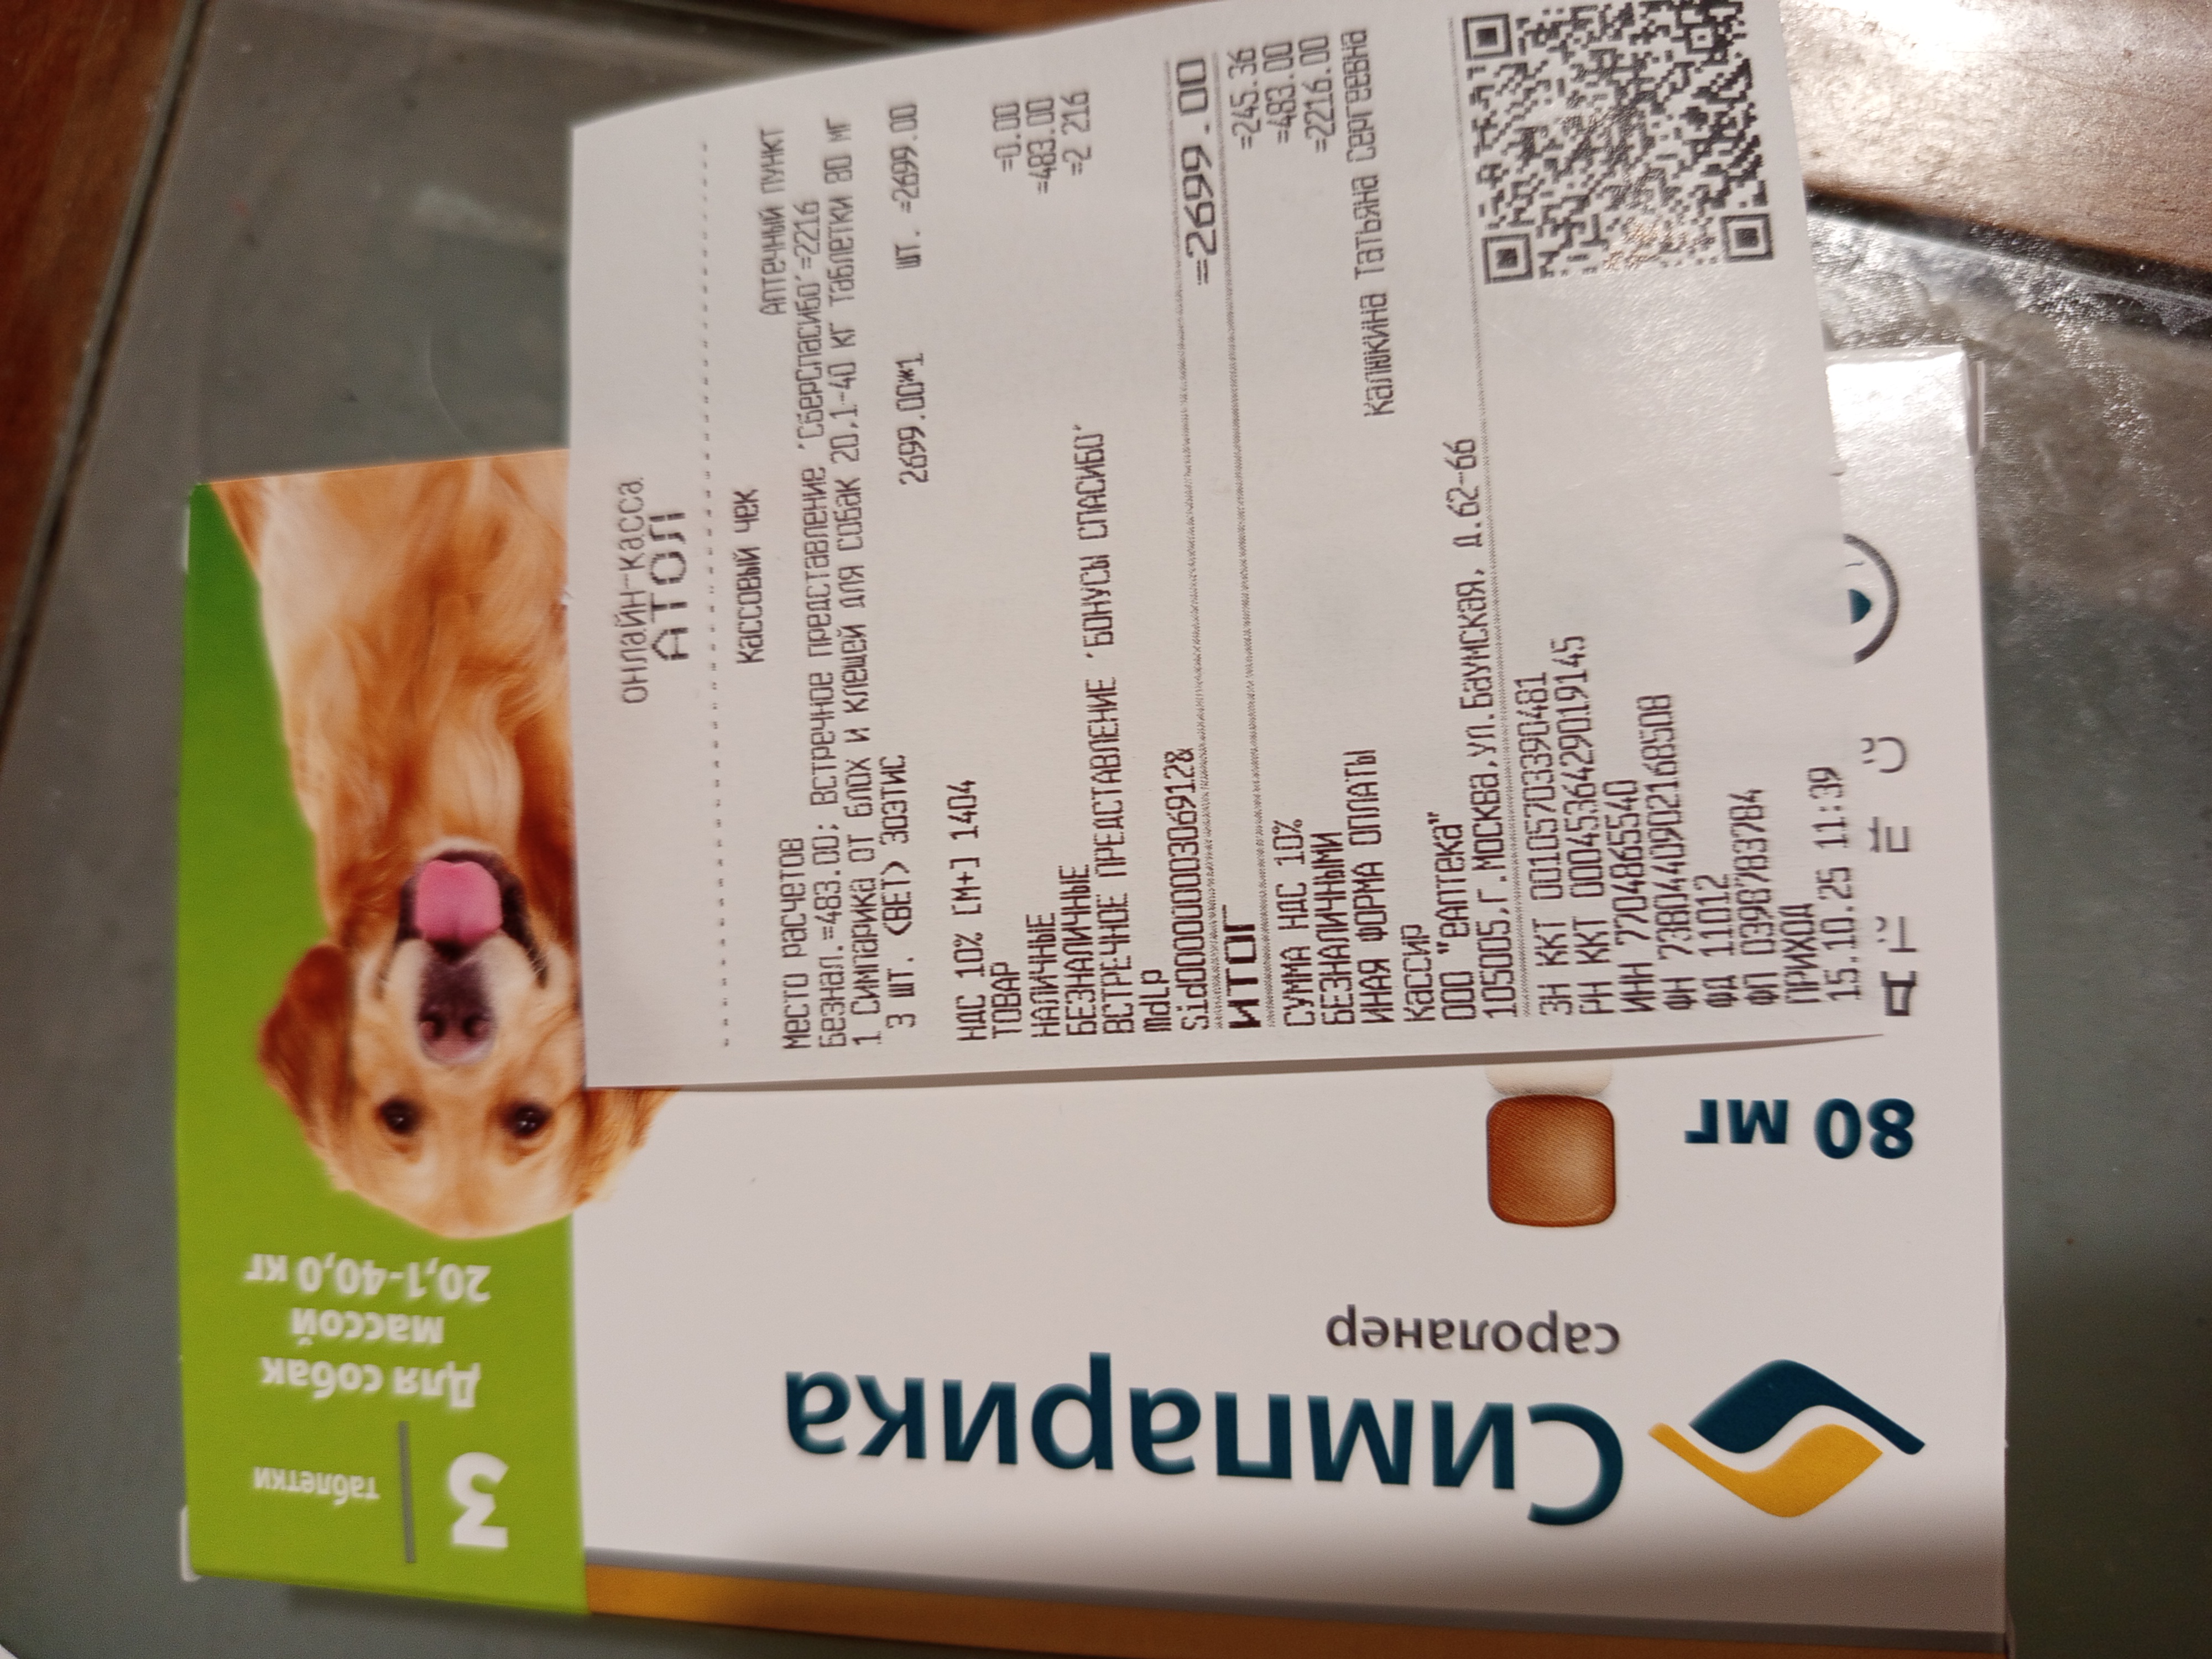 ОНЛАЙН-КАССА
АТОЛ
КАССОВЫЙ ЧЕК
МЕСТО РАСЧЕТОВ АПТЕЧНЫЙ ПУНКТ
Безнал.=483.00; ВСТРЕЧНОЕ ПРЕДСТАВЛЕНИЕ 'СберСпасибо'=2216
1 СИМПАРИКА ОТ БЛОХ И КЛЕЩЕЙ ДЛЯ СОБАК 20,1-40 КГ ТАБЛЕТКИ 80 МГ
3 ШТ. <ВЕТ> ЗОЭТИС 2699.00*1 ШТ. =2699.00
НДС 10% [М+] 1404
ТОВАР
НАЛИЧНЫЕ =0.00
БЕЗНАЛИЧНЫЕ =483.00
ВСТРЕЧНОЕ ПРЕДСТАВЛЕНИЕ 'БОНУСЫ СПАСИБО' =2 216
mdLP
Sid00000000306912&
ИТОГ =2699.00
СУММА НДС 10% =245.36
БЕЗНАЛИЧНЫМИ =483.00
ИНАЯ ФОРМА ОПЛАТЫ =2216.00
КАССИР Калюкина Татьяна Сергеевна
ООО "еАптека"
105005,г.Москва,ул.Бауманская, д.62-66
ЗН ККТ 00105703390481
РН ККТ 0004536429019145
ИНН 7704865540
ФН 7380440902168508
ФД 11012
ФП 0398783784
ПРИХОД
15.10.25 11:39
3
таблетки
Для собак
массой
20,1-40,0 кг
Симпарика
сароланер
80 мг